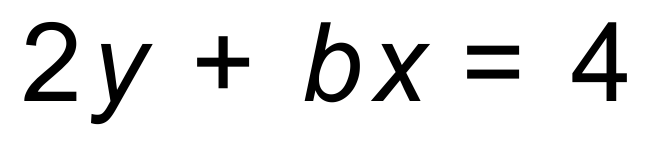 2y + bx = 4